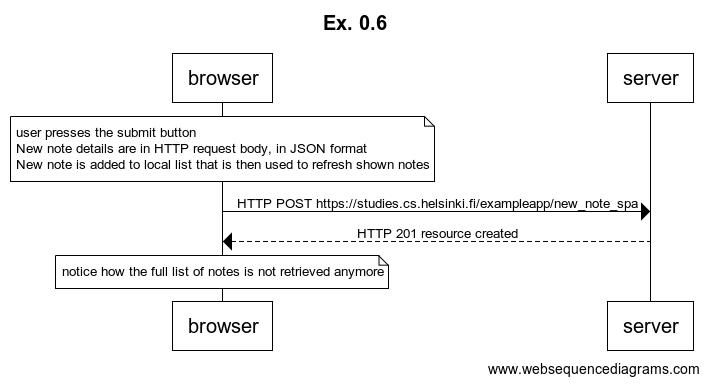 Ex. 0.6
browser
server
user presses the submit button
New note details are in HTTP request body, in JSON format
New note is added to local list that is then used to refresh shown notes
HTTP POST https://studies.cs.helsinki.fi/exampleapp/new_note_spa
HTTP 201 resource created
notice how the full list of notes is not retrieved anymore
browser
server
www.websequencediagrams.com